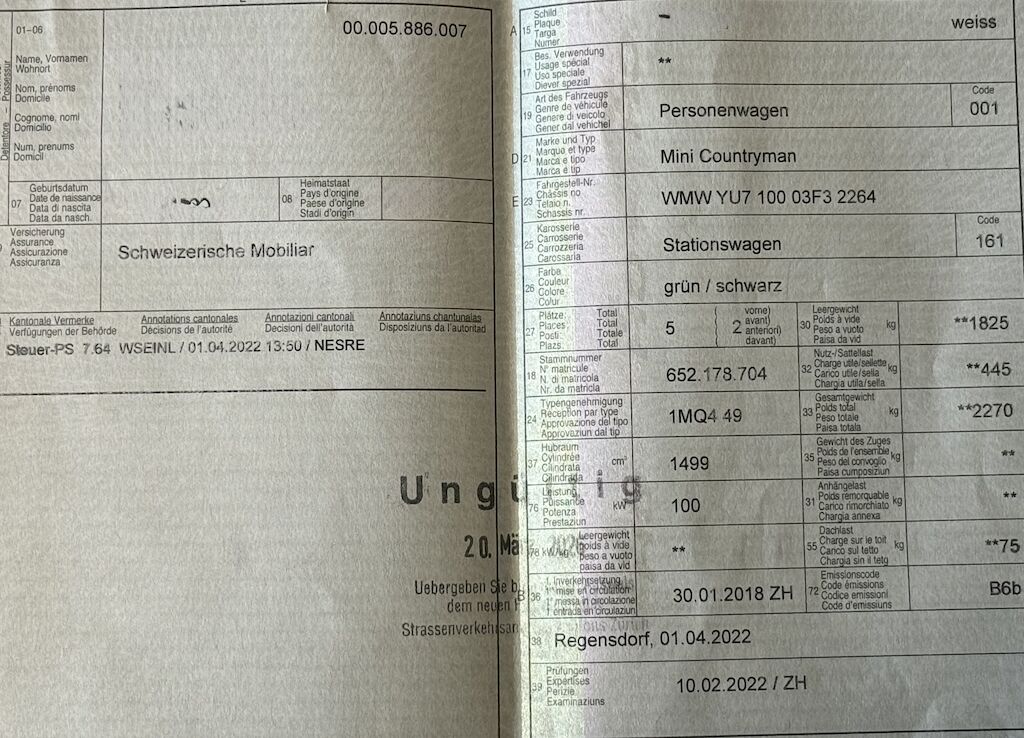 01–06
00.005.886.007
Name, Vornamen
Wohnort
Nom, prénoms
Domicile
Cognome, nomi
Domicilio
Num, prenums
Domicil
07
Geburtsdatum
Date de naissance
Data di nascita
Data da nasch.
08
Heimatstaat
Pays d'origine
Paese d'origine
Stadi d'origin
Versicherung
Assurance
Assicurazione
Assicuranza
Schweizerische Mobiliar
Kantonale Vermerke
Verfügungen der Behörde
Annotations cantonales
Décisions de l'autorité
Annotazioni cantonali
Decisioni dell'autorità
Annotaziuns chantunalas
Disposiziuns da l'autoritad
Steuer-PS 7.64 WSEINL / 01.04.2022 13:50 / NESRE
Ungültig
20. März
Uebergeben Sie
dem neuen
A 15
Schild
Plaque
Targa
Numer
weiss
17
Bes. Verwendung
Usage spécial
Uso speciale
Diever spezial
**
19
Art des Fahrzeugs
Genre de véhicule
Genere di veicolo
Gener dal vehichel
Personenwagen
Code
001
D 21
Marke und Typ
Marque et type
Marca e tipo
Marca e tip
Mini Countryman
E 23
Fahrgestell-Nr.
Châssis no
Telaio n.
Schassis nr.
WMW YU7 100 03F3 2264
25
Karosserie
Carrosserie
Carrozzeria
Carossaria
Stationswagen
Code
161
26
Farbe
Couleur
Colore
Colur
grün / schwarz
27
Plätze: Total
Places: Total
Posti: Totale
Plazs: Total
5
2
vorne)
avant)
anteriori)
davant)
30
Leergewicht
Poids à vide
Peso a vuoto
Paisa da vid
kg
**1825
18
Stammnummer
N° matricule
N. di matricola
Nr. da matricla
652.178.704
32
Nutz-/Sattellast
Charge utile/sellette
Carico utile/sella
Chargia utila/sella
kg
**445
24
Typengenehmigung
Réception par type
Approvazione del tipo
Approvaziun dal tip
1MQ4 49
33
Gesamtgewicht
Poids total
Peso totale
Paisa totala
kg
**2270
37
Hubraum
Cylindrée
Cilindrata
Cilindrada
cm³
1499
35
Gewicht des Zuges
Poids de l'ensemble
Peso del convoglio
Paisa cumposiziun
kg
**
76
Leistung
Puissance
Potenza
Prestaziun
kW
100
31
Anhängelast
Poids remorquable
Carico rimorchiato
Chargia annexa
kg
**
78 kW/kg
Leergewicht
poids à vide
peso a vuoto
paisa da vid
**
55
Dachlast
Charge sur le toit
Carico sul tetto
Chargia sin il tetg
kg
**75
B 36
1. Inverkehrsetzung
1re mise en circulation
1a messa in circolazione
1. entrada en circulaziun
30.01.2018 ZH
72
Emissionscode
Code émissions
Codice emissioni
Code d'emissiuns
B6b
38
Regensdorf, 01.04.2022
39
Prüfungen
Expertises
Perizie
Examinaziuns
10.02.2022 / ZH